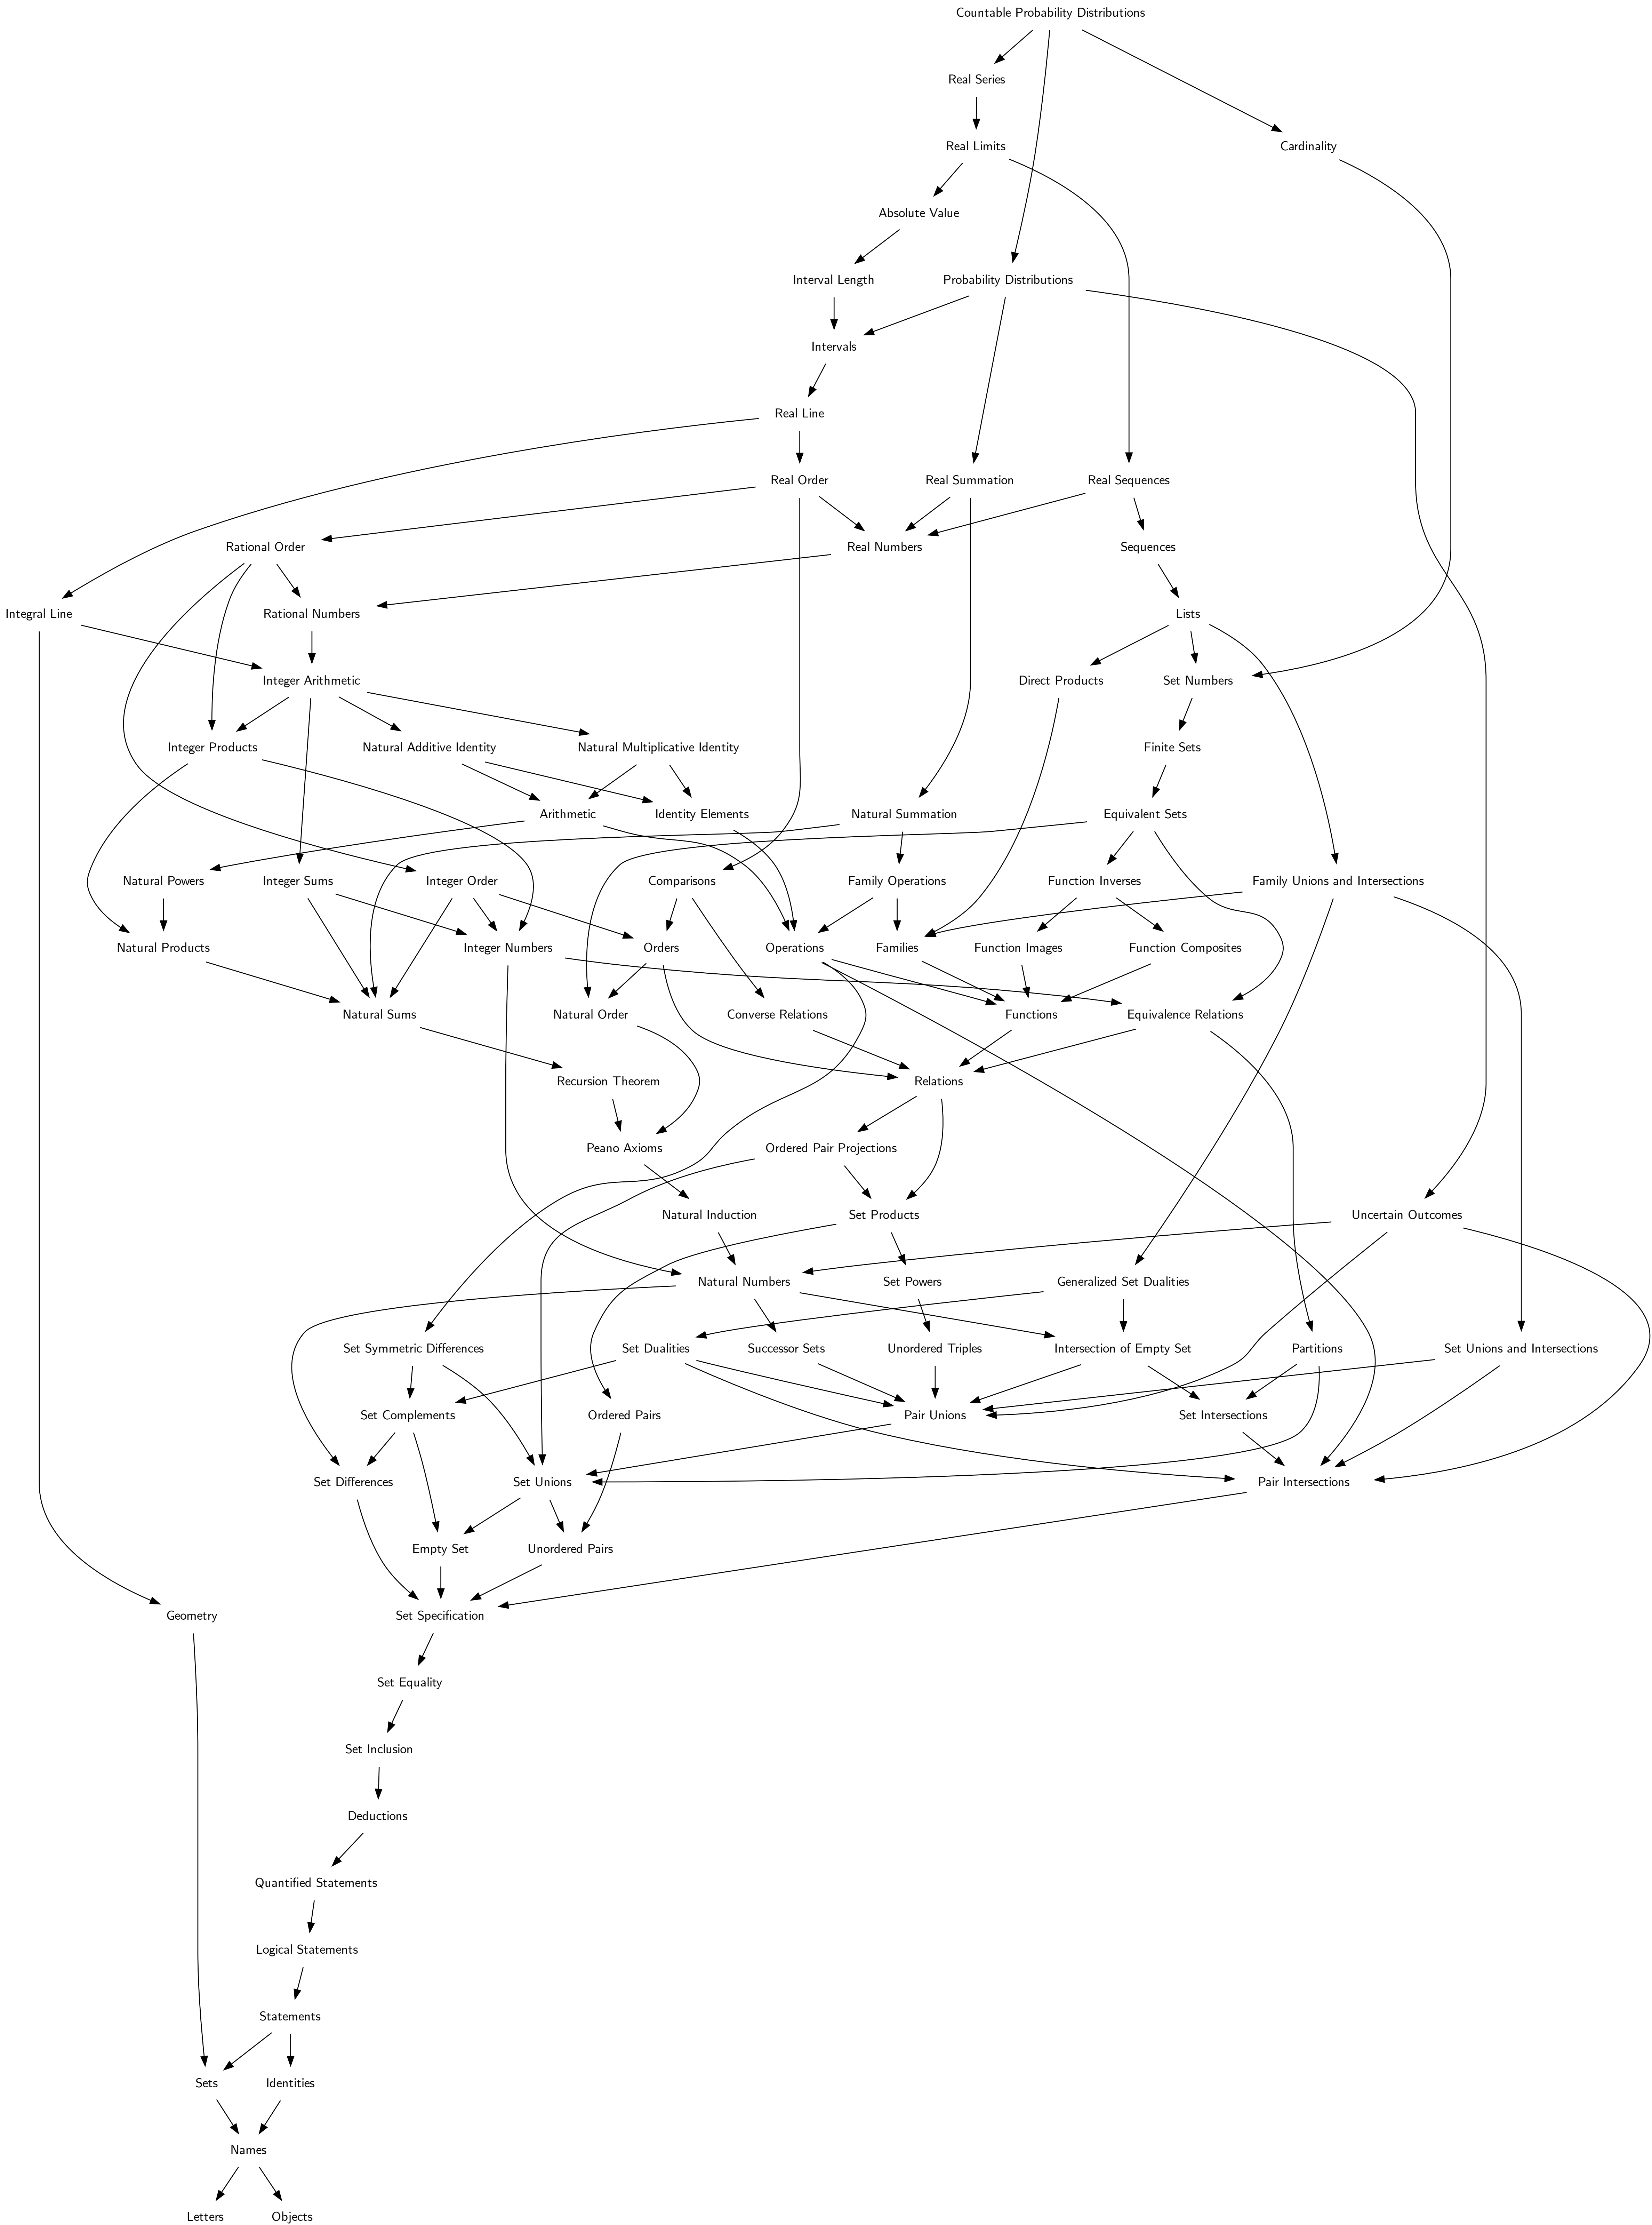 Countable Probability Distributions
Real Series
Real Limits
Cardinality
Absolute Value
Interval Length
Probability Distributions
Intervals
Real Line
Real Order
Real Summation
Real Sequences
Rational Order
Real Numbers
Sequences
Integral Line
Rational Numbers
Lists
Integer Arithmetic
Direct Products
Set Numbers
Integer Products
Natural Additive Identity
Natural Multiplicative Identity
Finite Sets
Arithmetic
Identity Elements
Natural Summation
Equivalent Sets
Natural Powers
Integer Sums
Integer Order
Comparisons
Family Operations
Function Inverses
Family Unions and Intersections
Natural Products
Integer Numbers
Orders
Operations
Families
Function Images
Function Composites
Natural Sums
Natural Order
Converse Relations
Functions
Equivalence Relations
Recursion Theorem
Relations
Peano Axioms
Ordered Pair Projections
Natural Induction
Set Products
Uncertain Outcomes
Natural Numbers
Set Powers
Generalized Set Dualities
Set Symmetric Differences
Set Dualities
Successor Sets
Unordered Triples
Intersection of Empty Set
Partitions
Set Unions and Intersections
Set Complements
Ordered Pairs
Pair Unions
Set Intersections
Set Differences
Set Unions
Pair Intersections
Empty Set
Unordered Pairs
Geometry
Set Specification
Set Equality
Set Inclusion
Deductions
Quantified Statements
Logical Statements
Statements
Sets
Identities
Names
Letters
Objects